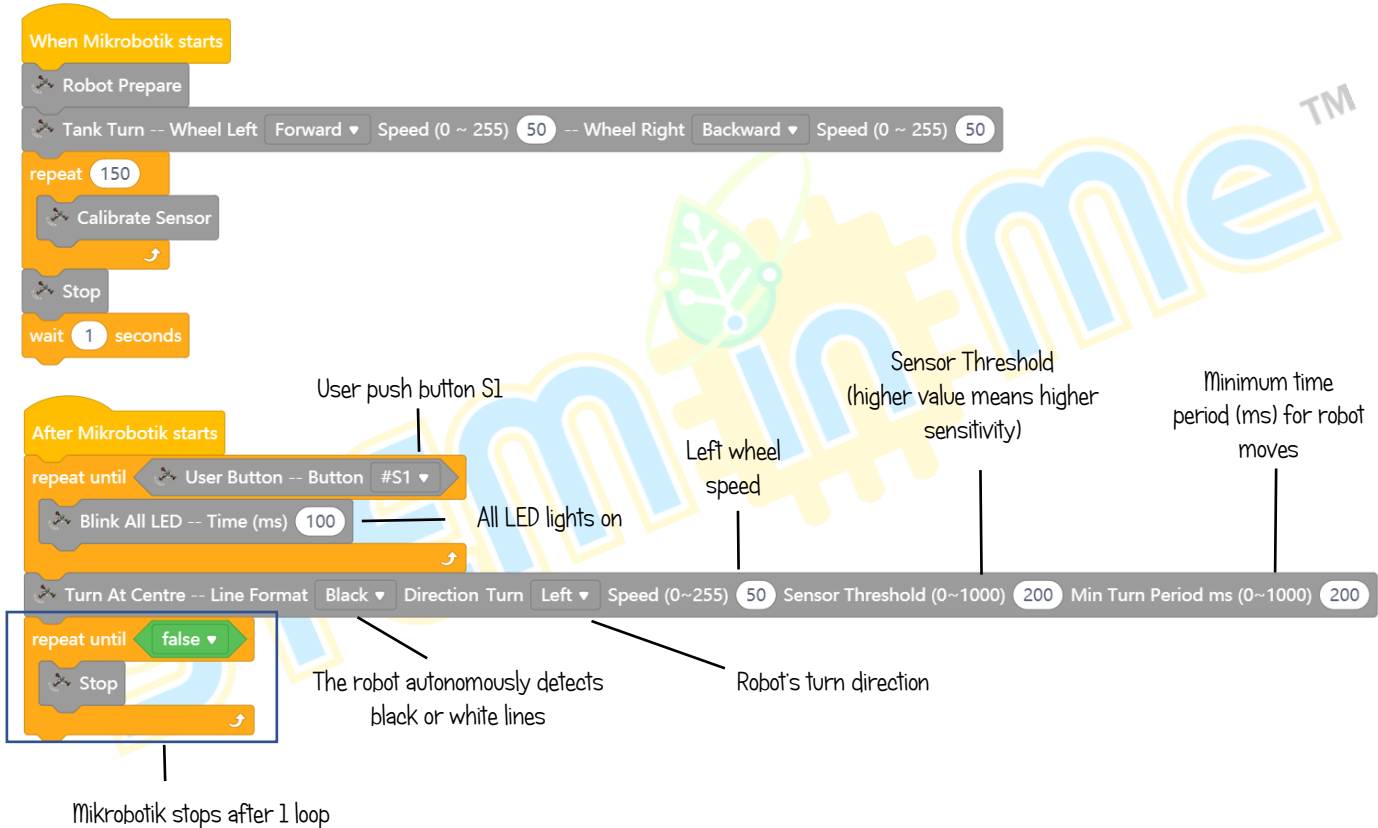 When Mikrobotik starts
Robot Prepare
Tank Turn -- Wheel Left Forward Speed (0 ~ 255) 50 -- Wheel Right Backward Speed (0 ~ 255) 50
repeat 150
Calibrate Sensor
Stop
wait 1 seconds
TM
STEM-in-Me
User push button S1
Sensor Threshold
(higher value means higher
sensitivity)
Minimum time
period (ms) for robot
moves
Left wheel
speed
After Mikrobotik starts
repeat until User Button -- Button #S1
Blink All LED -- Time (ms) 100
All LED lights on
Turn At Centre -- Line Format Black Direction Turn Left Speed (0~255) 50 Sensor Threshold (0~1000) 200 Min Turn Period ms (0~1000) 200
repeat until false
Stop
The robot autonomously detects
black or white lines
Robot's turn direction
Mikrobotik stops after 1 loop